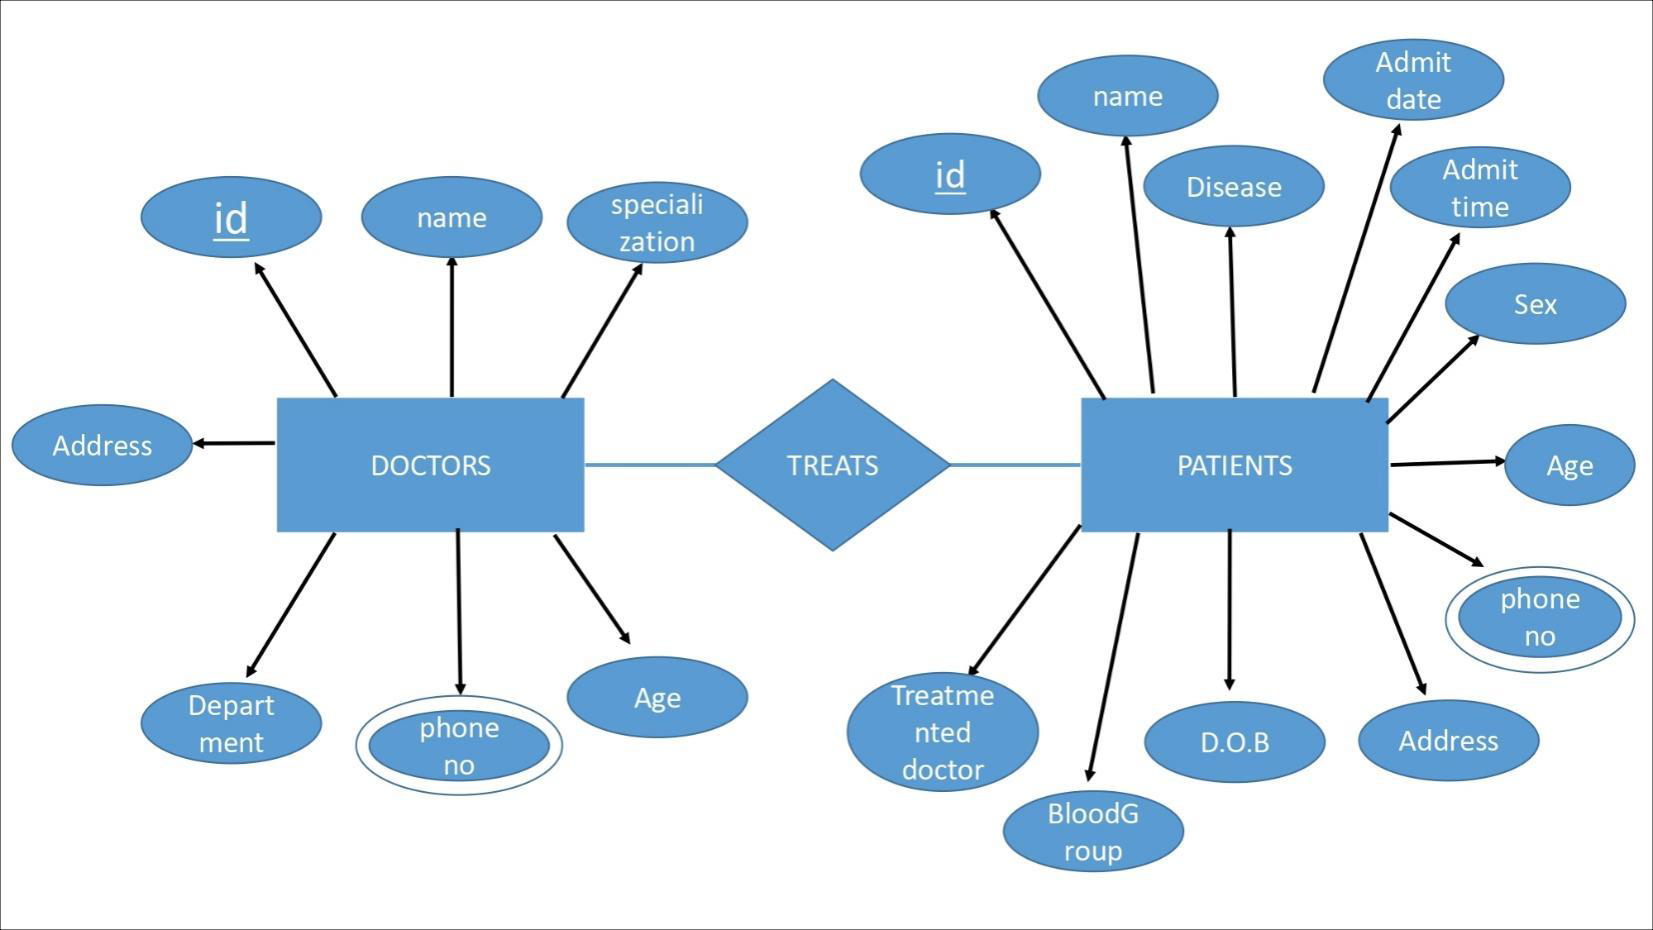 id
name
speciali
zation
Address
DOCTORS
Depart
ment
phone
no
Age
TREATS
id
name
Disease
Admit
date
Admit
time
Sex
PATIENTS
Age
phone
no
Treatme
nted
doctor
BloodG
roup
D.O.B
Address